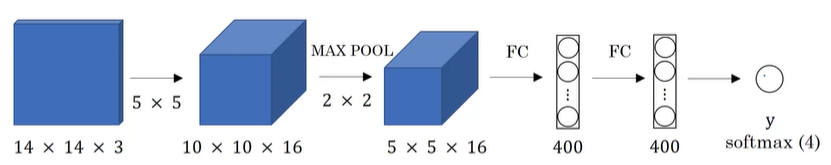 MAX POOL
FC
FC
5 × 5
2 × 2
14 × 14 × 3
10 × 10 × 16
5 × 5 × 16
400
400
y
softmax (4)